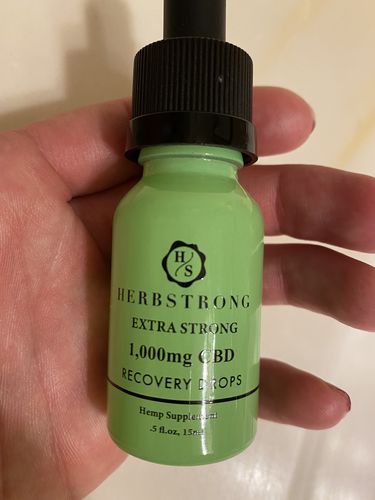 H S
HERBSTRONG
EXTRA STRONG
1,000mg CBD
RECOVERY DROPS
Hemp Supplement
.5 fl.oz, 15ml